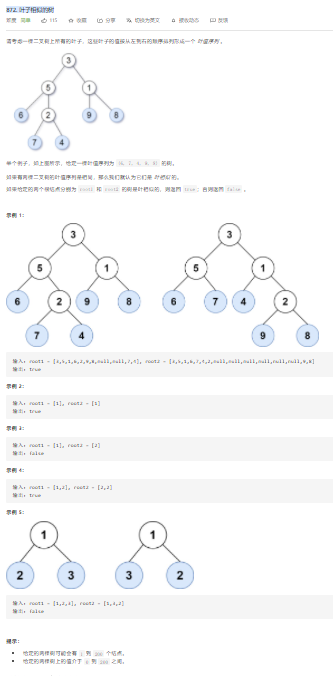 872. 叶子相似的树
难度 简单 115 收藏 分享 切换为英文 接收动态 反馈
请考虑一棵二叉树上所有的叶子，这些叶子的值按从左到右的顺序排列形成一个 叶值序列 。
3
5 1
6 2 9 8
7 4
举个例子，如上图所示，给定一棵叶值序列为 (6, 7, 4, 9, 8) 的树。
如果有两棵二叉树的叶值序列是相同，那么我们就认为它们是 叶相似 的。
如果给定的两个根结点分别为 root1 和 root2 的树是叶相似的，则返回 true；否则返回 false 。
示例 1：
3 3
5 1 5 1
6 2 9 8 6 7 4 2
7 4 9 8
输入：root1 = [3,5,1,6,2,9,8,null,null,7,4], root2 = [3,5,1,6,7,4,2,null,null,null,null,null,null,9,8]
输出：true
示例 2：
输入：root1 = [1], root2 = [1]
输出：true
示例 3：
输入：root1 = [1], root2 = [2]
输出：false
示例 4：
输入：root1 = [1,2], root2 = [2,2]
输出：true
示例 5：
1 1
2 3 3 2
输入：root1 = [1,2,3], root2 = [1,3,2]
输出：false
提示：
给定的两棵树可能会有 1 到 200 个结点。
给定的两棵树上的值介于 0 到 200 之间。